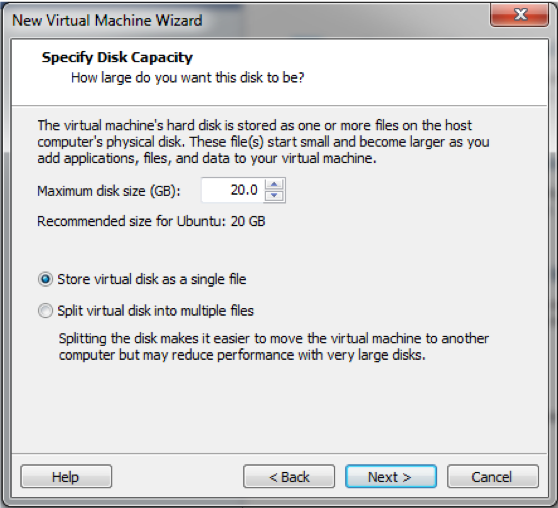 New Virtual Machine Wizard
Specify Disk Capacity
How large do you want this disk to be?
The virtual machine's hard disk is stored as one or more files on the host
computer's physical disk. These file(s) start small and become larger as you
add applications, files, and data to your virtual machine.
Maximum disk size (GB): 20.0
Recommended size for Ubuntu: 20 GB
Store virtual disk as a single file
Split virtual disk into multiple files
Splitting the disk makes it easier to move the virtual machine to another
computer but may reduce performance with very large disks.
Help < Back Next > Cancel